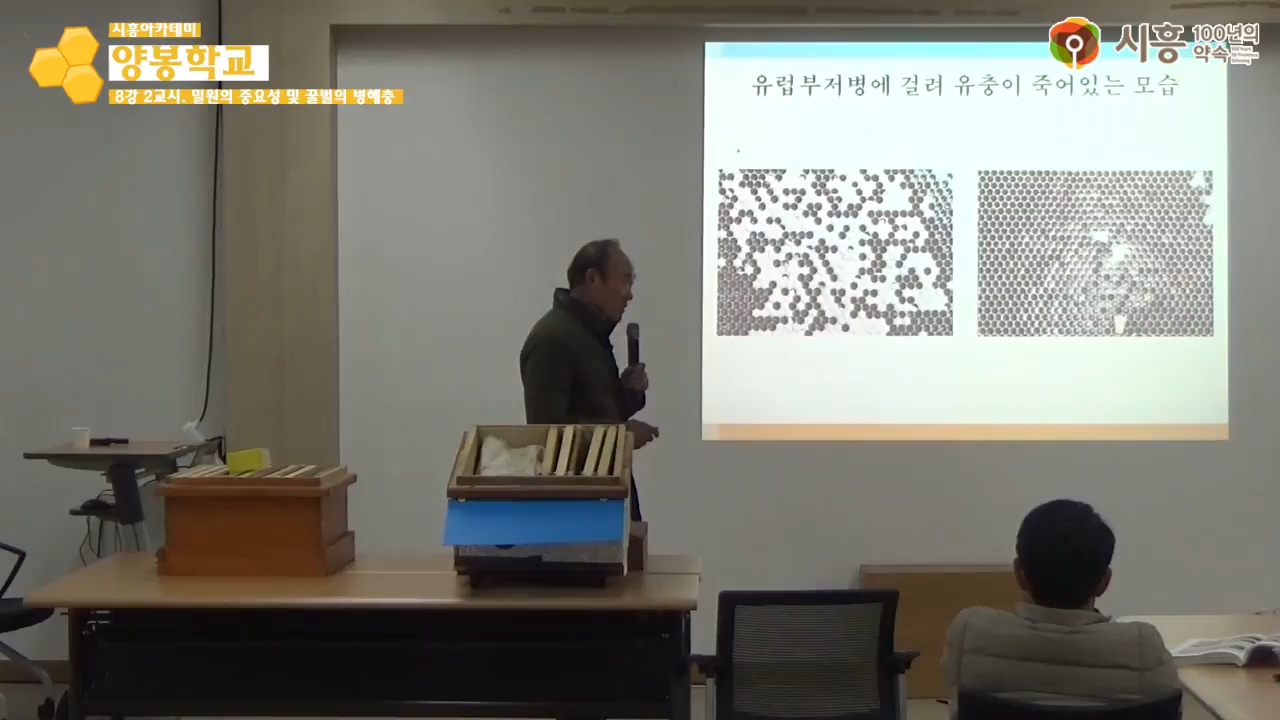 시흥아카데미
양봉학교
8강 2교시. 밀원의 중요성 및 꿀벌의 병해충
시흥 100년의
약속
유럽부저병에 걸려 유충이 죽어있는 모습